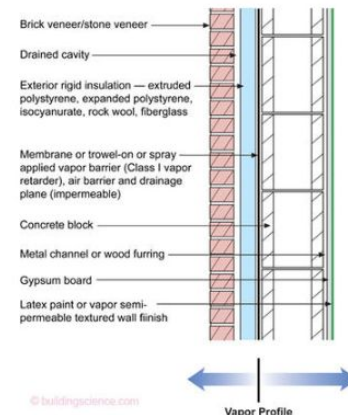 Brick veneer/stone veneer
Drained cavity
Exterior rigid insulation — extruded
polystyrene, expanded polystyrene,
isocyanurate, rock wool, fiberglass
Membrane or trowel-on or spray
applied vapor barrier (Class I vapor
retarder), air barrier and drainage
plane (impermeable)
Concrete block
Metal channel or wood furring
Gypsum board
Latex paint or vapor semi-
permeable textured wall fiinish
© buildingscience.com
Vapor Profile